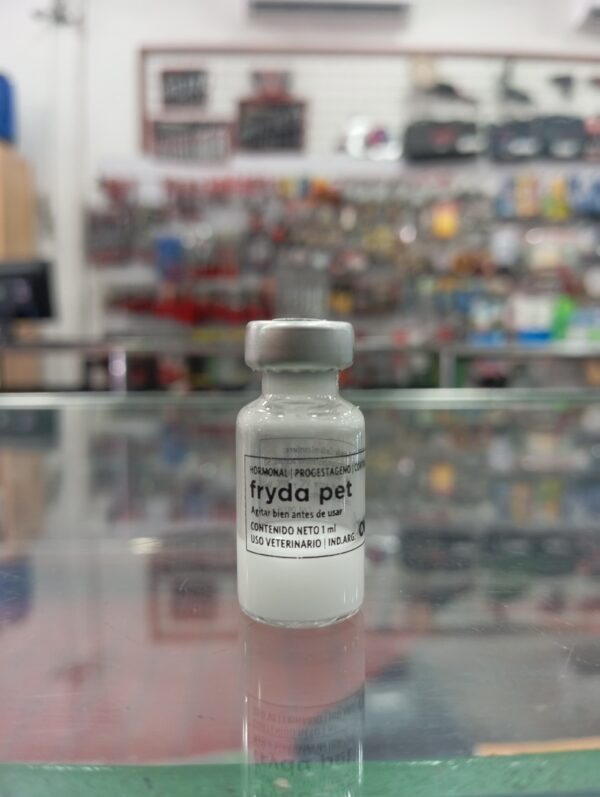 HORMONAL | PROGESTAGENO |
fryda pet
Agitar bien antes de usar
CONTENIDO NETO 1 ml
USO VETERINARIO | IND.ARG.